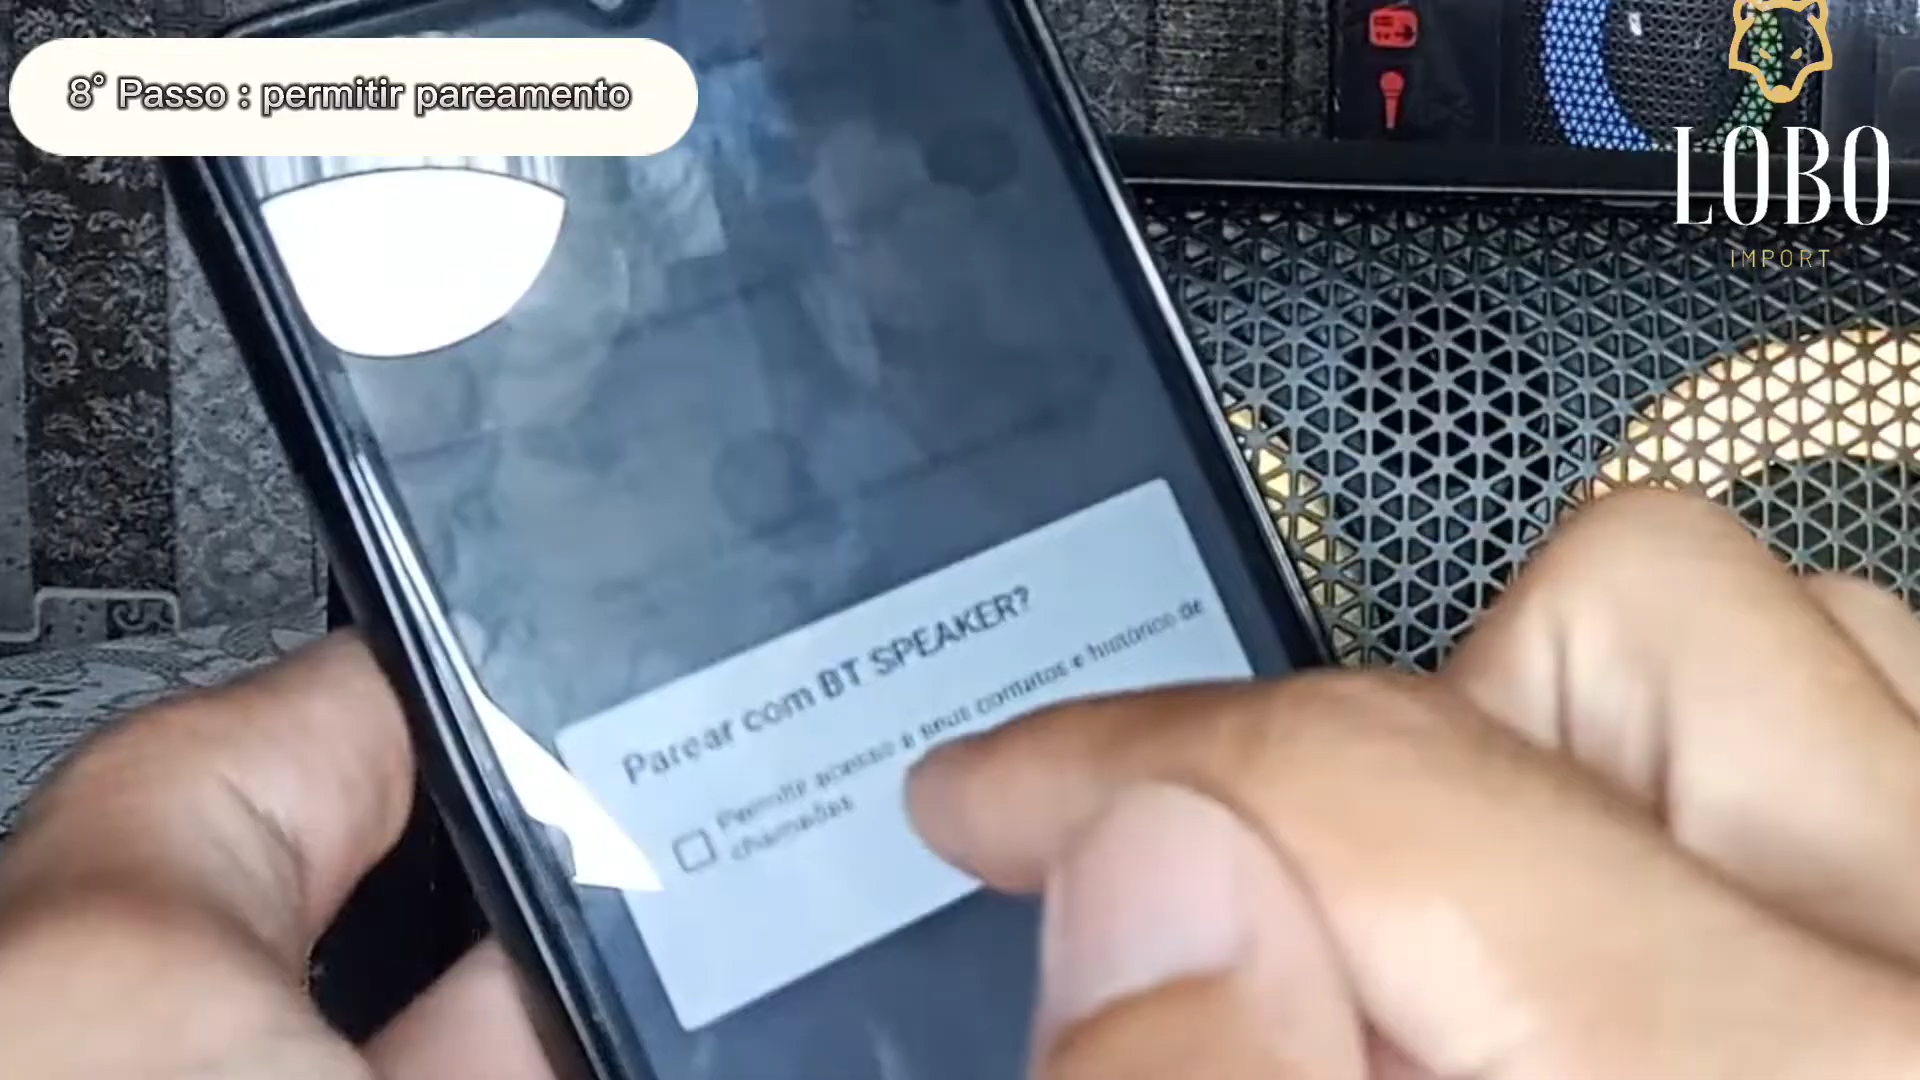 8° Passo : permitir pareamento
LOBO
IMPORT
Parear com BT SPEAKER?
Permitir acesso a seus contatos e histórico de
chamadas